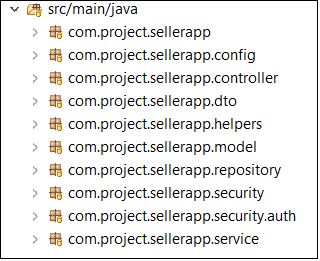 src/main/java
com.project.sellerapp
com.project.sellerapp.config
com.project.sellerapp.controller
com.project.sellerapp.dto
com.project.sellerapp.helpers
com.project.sellerapp.model
com.project.sellerapp.repository
com.project.sellerapp.security
com.project.sellerapp.security.auth
com.project.sellerapp.service